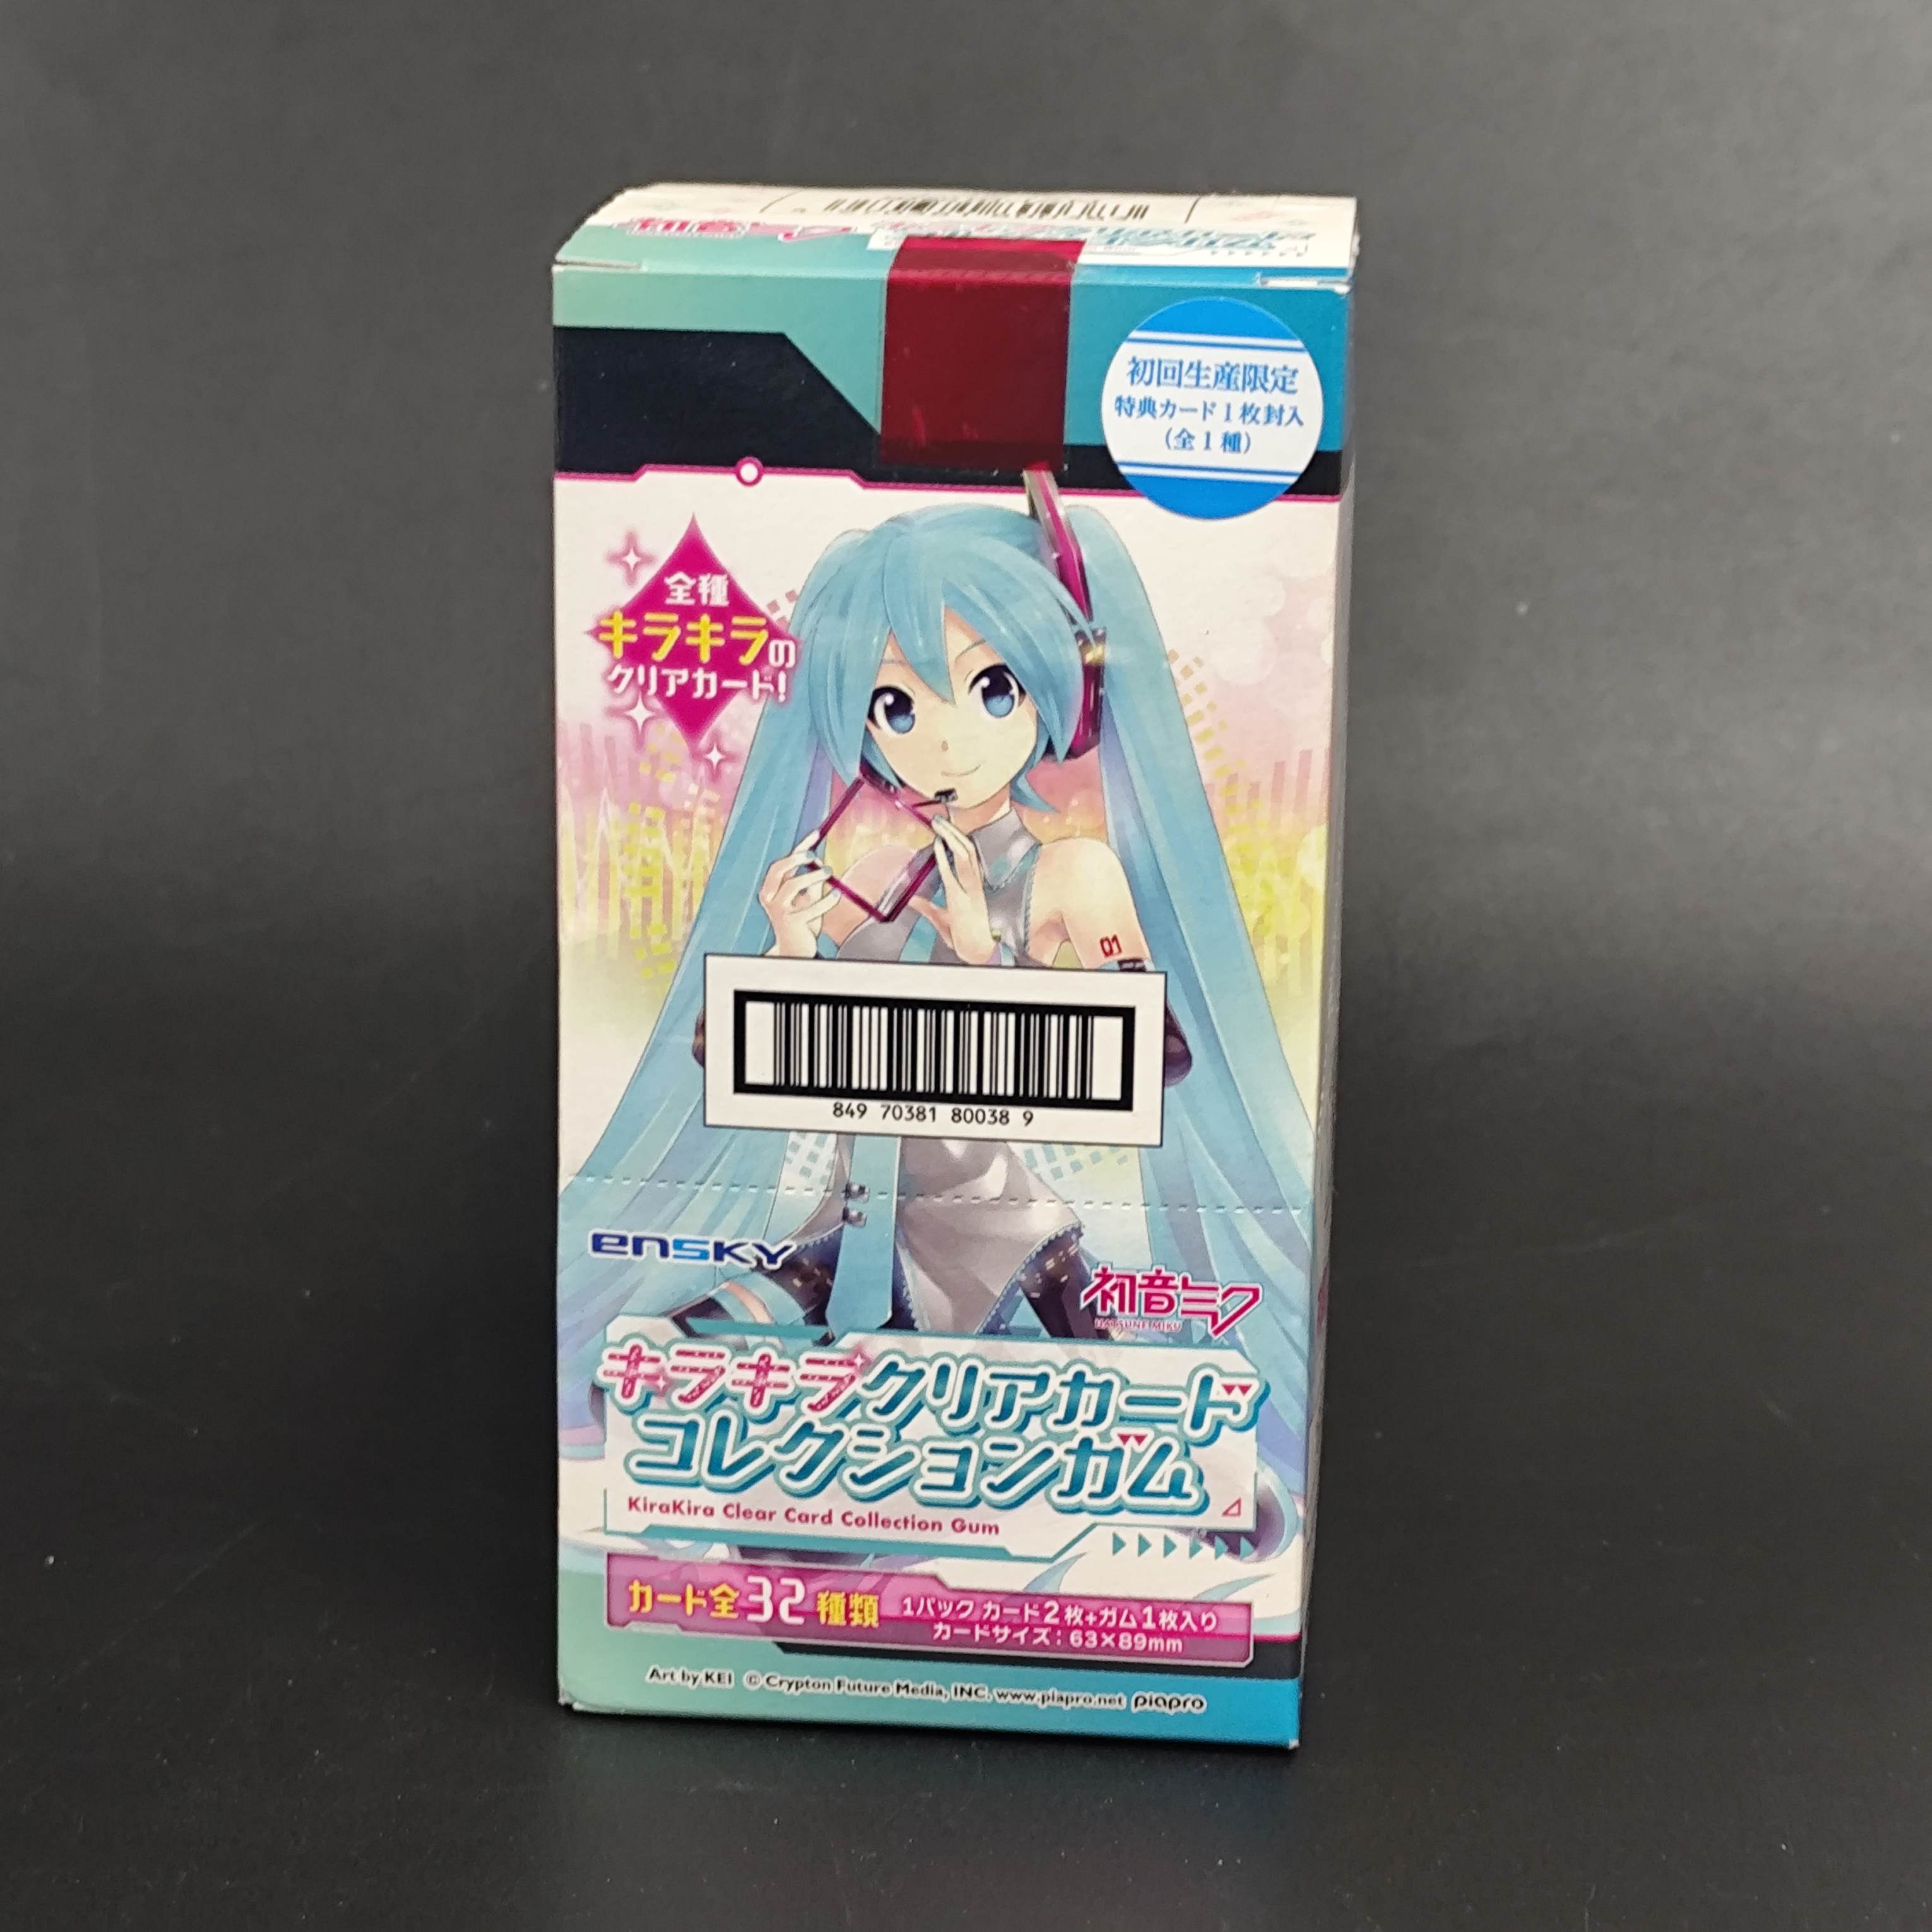 初回生産限定
特典カード1枚封入
(全1種)
全種
キラキラの
クリアカード!
01
849 70381 80038 9
ensky
初音ミク
HATSUNE MIKU
キラキラクリアカード
コレクションガム
KiraKira Clear Card Collection Gum
カード全32種類
1パック カード2枚+ガム1枚入り
カードサイズ:63×89mm
Art by KEI © Crypton Future Media, INC. www.piapro.net piapro